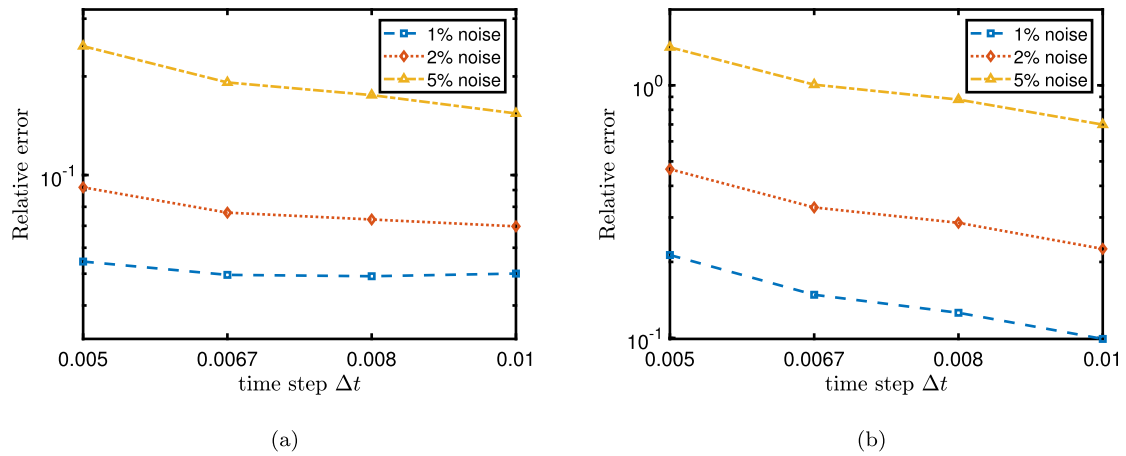 1% noise
2% noise
5% noise
Relative error
10^-1
0.005 0.0067 0.008 0.01
time step Δt
(a)
1% noise
2% noise
5% noise
Relative error
10^0
10^-1
0.005 0.0067 0.008 0.01
time step Δt
(b)